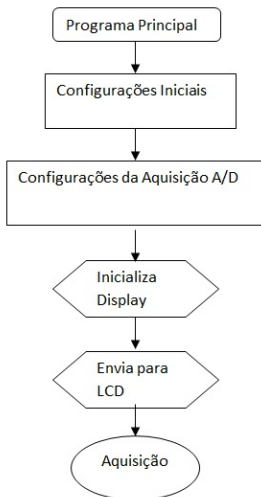 Programa Principal
Configurações Iniciais
Configurações da Aquisição A/D
Inicializa
Display
Envia para
LCD
Aquisição